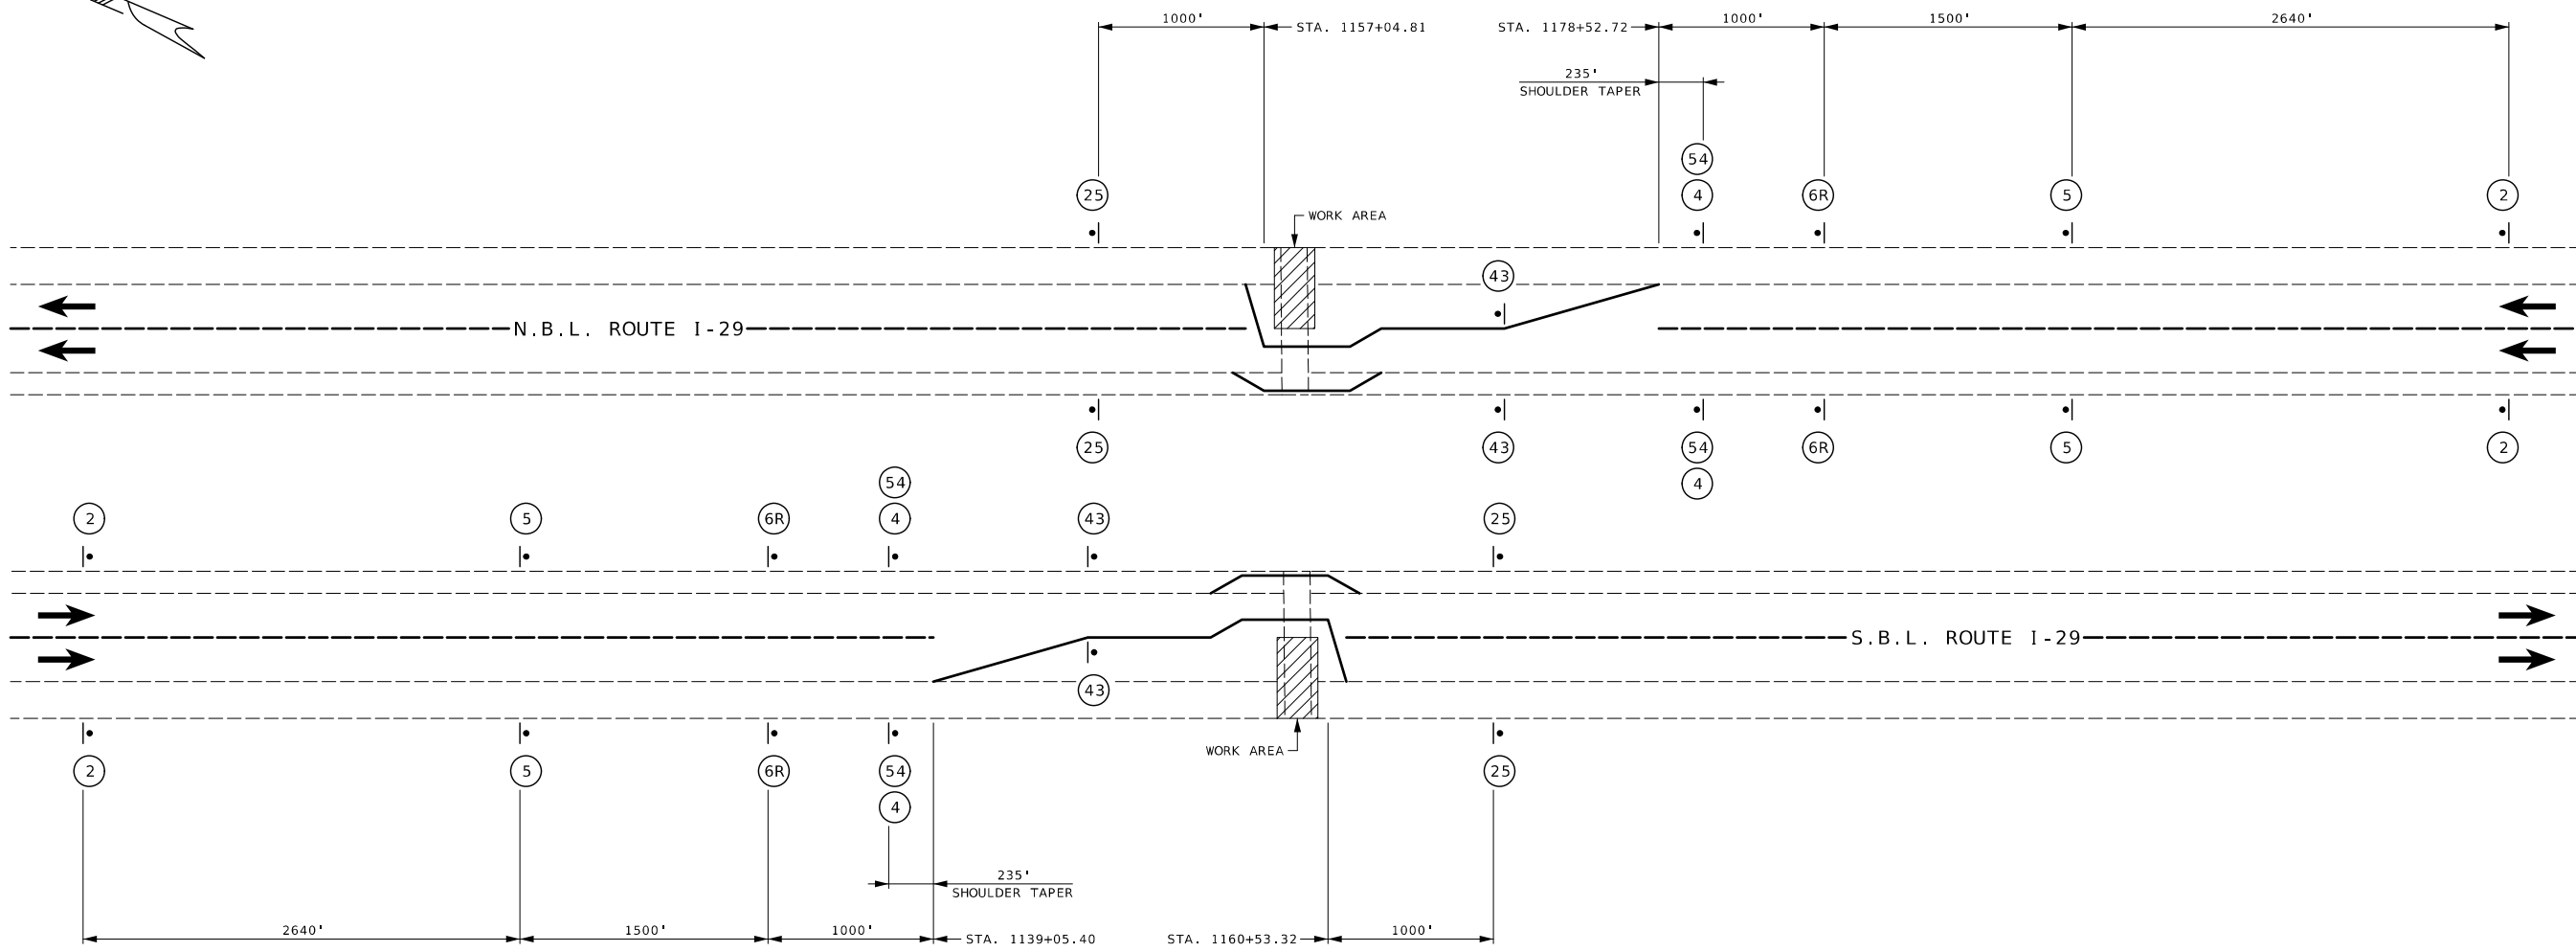 1000' STA. 1157+04.81 STA. 1178+52.72 1000' 1500' 2640'
235'
SHOULDER TAPER
54
25 4 6R 5 2
WORK AREA
43
N.B.L. ROUTE I-29
25 43 54 6R 5 2
4
54
2 5 6R 4 43 25
S.B.L. ROUTE I-29
43
WORK AREA
2 5 6R 54 25
4
235'
SHOULDER TAPER
2640' 1500' 1000' STA. 1139+05.40 STA. 1160+53.32 1000'